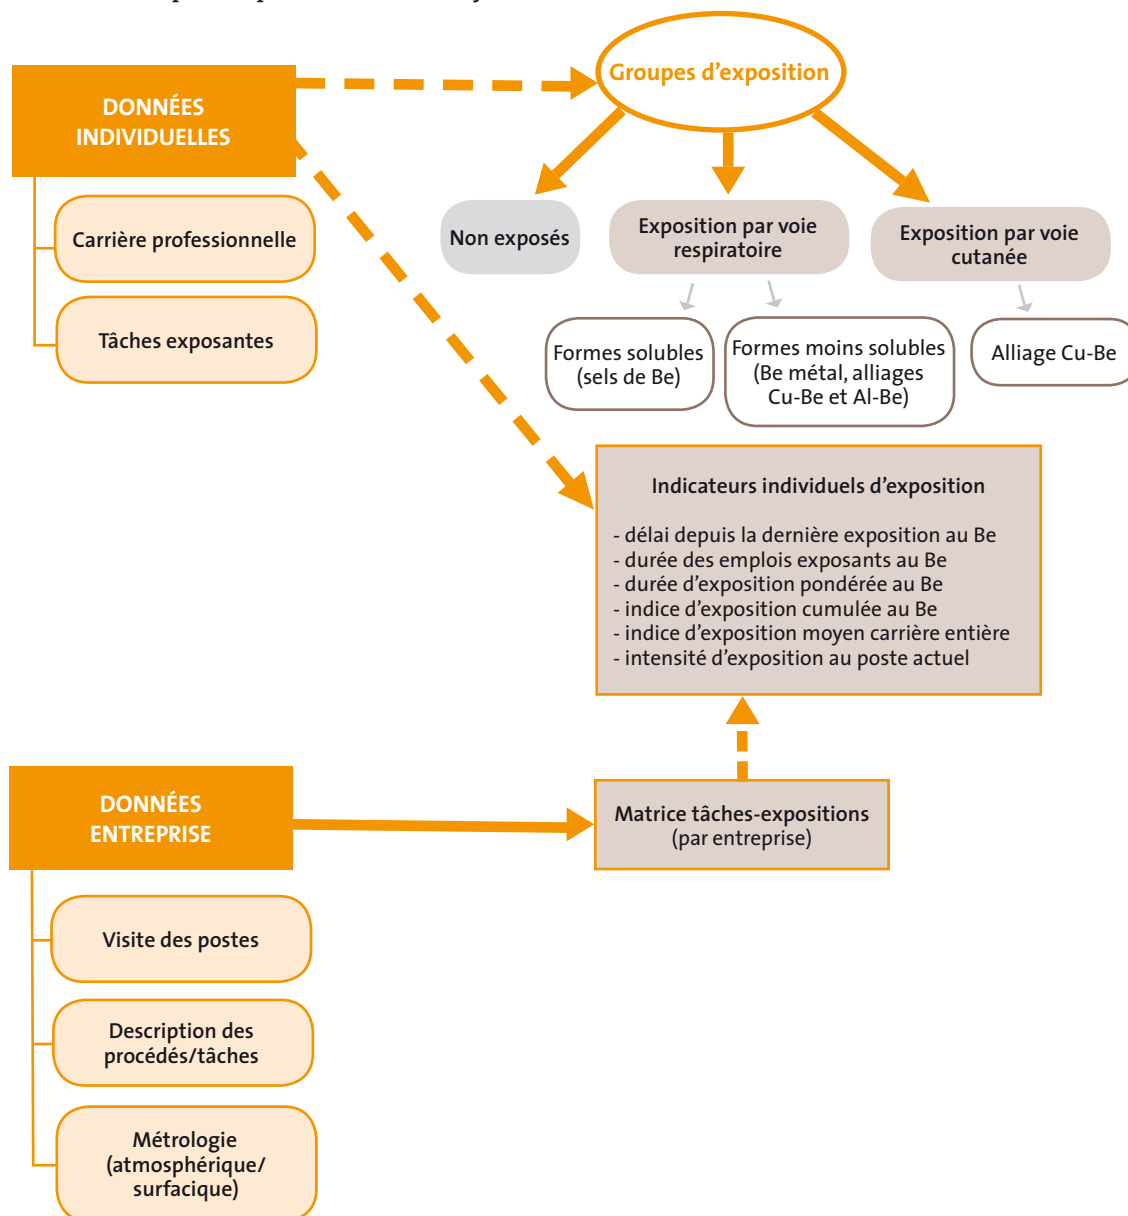 Groupes d'exposition
DONNÉES
INDIVIDUELLES
Carrière professionnelle
Tâches exposantes
Non exposés
Exposition par voie
respiratoire
Exposition par voie
cutanée
Formes solubles
(sels de Be)
Formes moins solubles
(Be métal, alliages
Cu-Be et Al-Be)
Alliage Cu-Be
Indicateurs individuels d'exposition
- délai depuis la dernière exposition au Be
- durée des emplois exposants au Be
- durée d'exposition pondérée au Be
- indice d'exposition cumulée au Be
- indice d'exposition moyen carrière entière
- intensité d'exposition au poste actuel
DONNÉES
ENTREPRISE
Matrice tâches-expositions
(par entreprise)
Visite des postes
Description des
procédés/tâches
Métrologie
(atmosphérique/
surfacique)